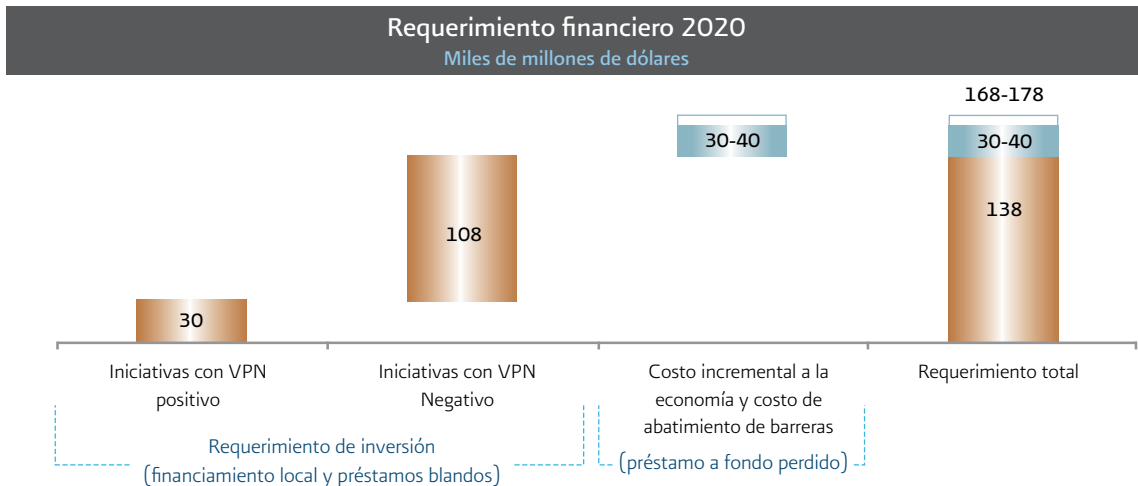 Requerimiento financiero 2020
Miles de millones de dólares
168-178
30-40
30-40
138
108
30
Iniciativas con VPN
positivo
Iniciativas con VPN
Negativo
Costo incremental a la
economía y costo de
abatimiento de barreras
Requerimiento total
Requerimiento de inversión
(financiamiento local y préstamos blandos)
(préstamo a fondo perdido)